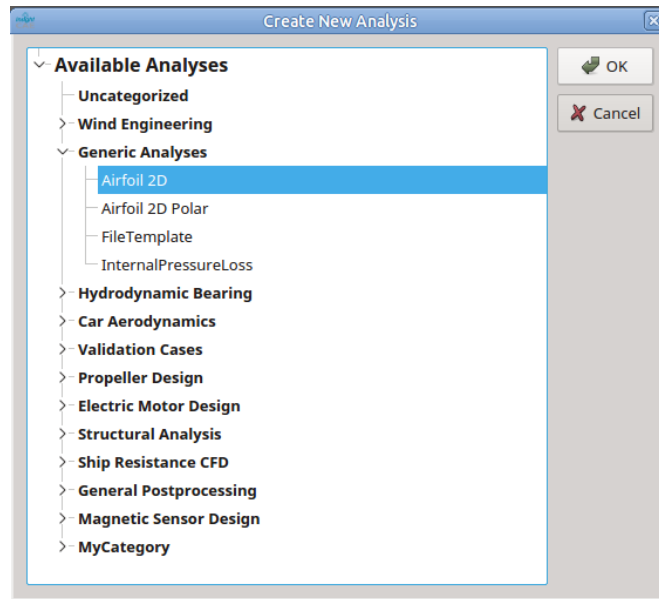 Create New Analysis
Available Analyses
Uncategorized
Wind Engineering
Generic Analyses
Airfoil 2D
Airfoil 2D Polar
FileTemplate
InternalPressureLoss
Hydrodynamic Bearing
Car Aerodynamics
Validation Cases
Propeller Design
Electric Motor Design
Structural Analysis
Ship Resistance CFD
General Postprocessing
Magnetic Sensor Design
MyCategory
OK
Cancel